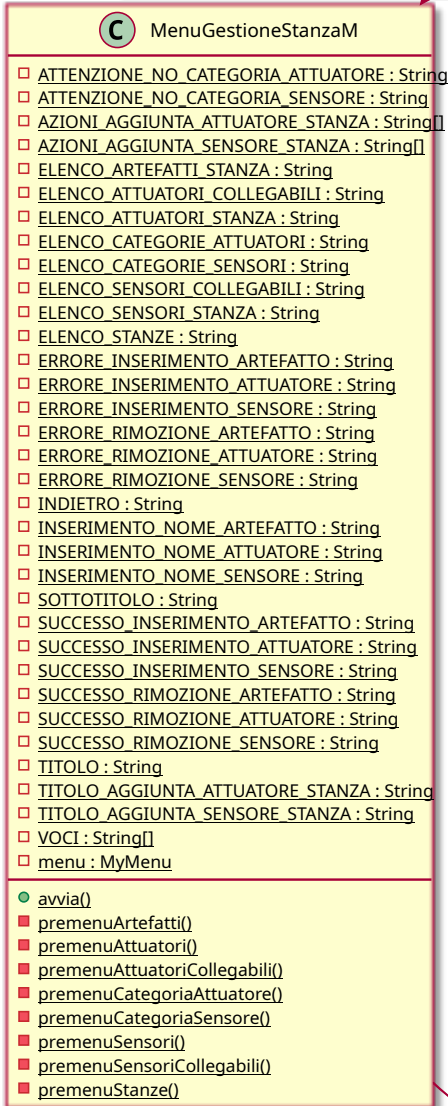 C MenuGestioneStanzaM
ATTENZIONE_NO_CATEGORIA_ATTUATORE : String
ATTENZIONE_NO_CATEGORIA_SENSORE : String
AZIONI_AGGIUNTA_ATTUATORE_STANZA : String[]
AZIONI_AGGIUNTA_SENSORE_STANZA : String[]
ELENCO_ARTEFATTI_STANZA : String
ELENCO_ATTUATORI_COLLEGABILI : String
ELENCO_ATTUATORI_STANZA : String
ELENCO_CATEGORIE_ATTUATORI : String
ELENCO_CATEGORIE_SENSORI : String
ELENCO_SENSORI_COLLEGABILI : String
ELENCO_SENSORI_STANZA : String
ELENCO_STANZE : String
ERRORE_INSERIMENTO_ARTEFATTO : String
ERRORE_INSERIMENTO_ATTUATORE : String
ERRORE_INSERIMENTO_SENSORE : String
ERRORE_RIMOZIONE_ARTEFATTO : String
ERRORE_RIMOZIONE_ATTUATORE : String
ERRORE_RIMOZIONE_SENSORE : String
INDIETRO : String
INSERIMENTO_NOME_ARTEFATTO : String
INSERIMENTO_NOME_ATTUATORE : String
INSERIMENTO_NOME_SENSORE : String
SOTTOTITOLO : String
SUCCESSO_INSERIMENTO_ARTEFATTO : String
SUCCESSO_INSERIMENTO_ATTUATORE : String
SUCCESSO_INSERIMENTO_SENSORE : String
SUCCESSO_RIMOZIONE_ARTEFATTO : String
SUCCESSO_RIMOZIONE_ATTUATORE : String
SUCCESSO_RIMOZIONE_SENSORE : String
TITOLO : String
TITOLO_AGGIUNTA_ATTUATORE_STANZA : String
TITOLO_AGGIUNTA_SENSORE_STANZA : String
VOCI : String[]
menu : MyMenu
avvia()
premenuArtefatti()
premenuAttuatori()
premenuAttuatoriCollegabili()
premenuCategoriaAttuatore()
premenuCategoriaSensore()
premenuSensori()
premenuSensoriCollegabili()
premenuStanze()